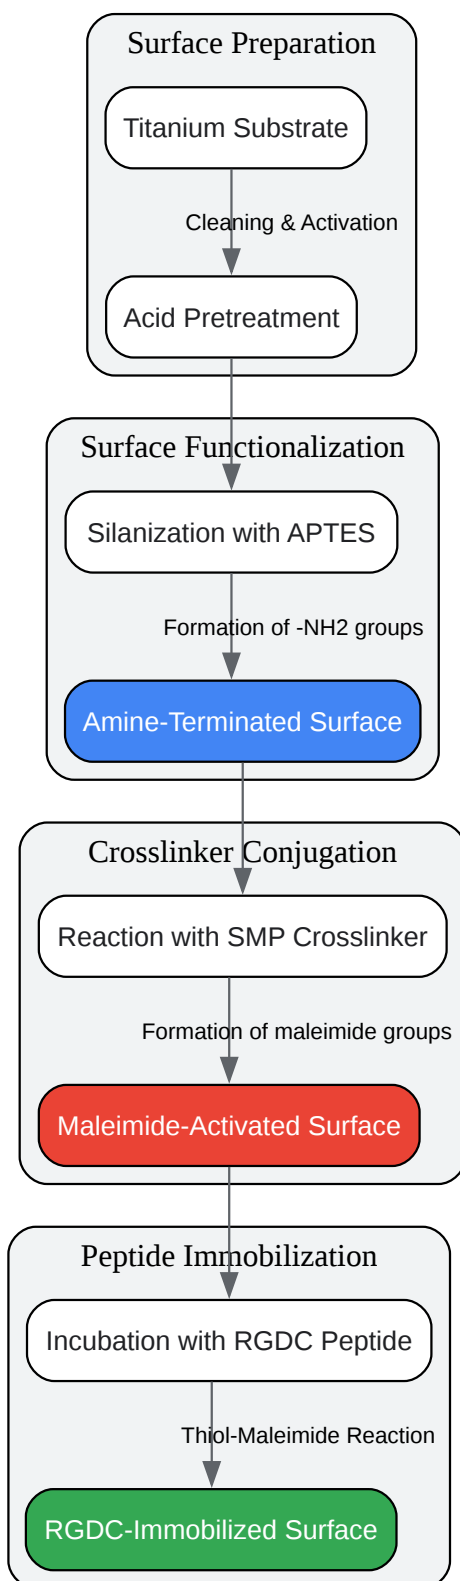 Surface Preparation
Titanium Substrate
Cleaning & Activation
Acid Pretreatment
Surface Functionalization
Silanization with APTES
Formation of -NH2 groups
Amine-Terminated Surface
Crosslinker Conjugation
Reaction with SMP Crosslinker
Formation of maleimide groups
Maleimide-Activated Surface
Peptide Immobilization
Incubation with RGDC Peptide
Thiol-Maleimide Reaction
RGDC-Immobilized Surface